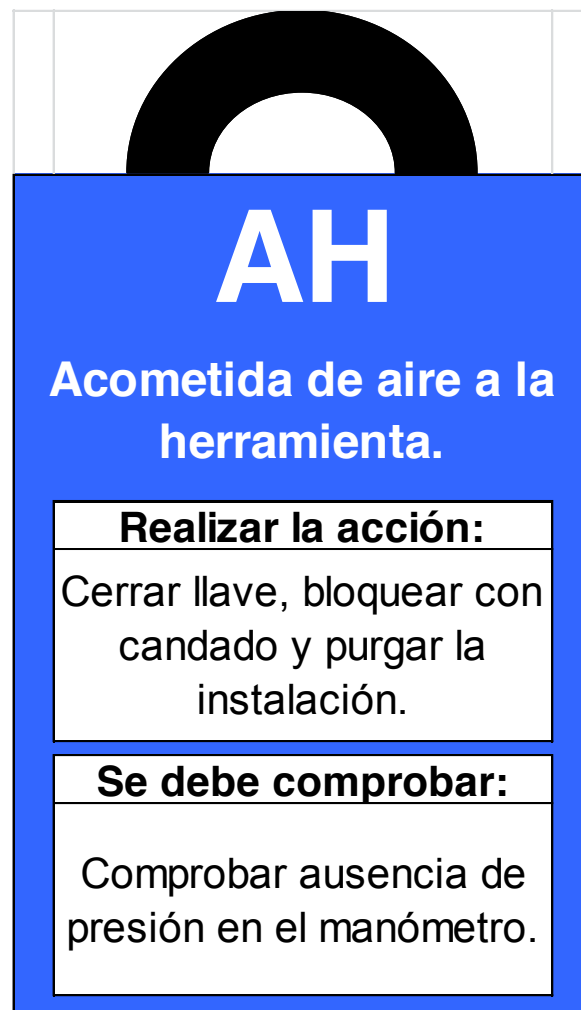 AH
Acometida de aire a la
herramienta.
Realizar la acción:
Cerrar llave, bloquear con
candado y purgar la
instalación.
Se debe comprobar:
Comprobar ausencia de
presión en el manómetro.